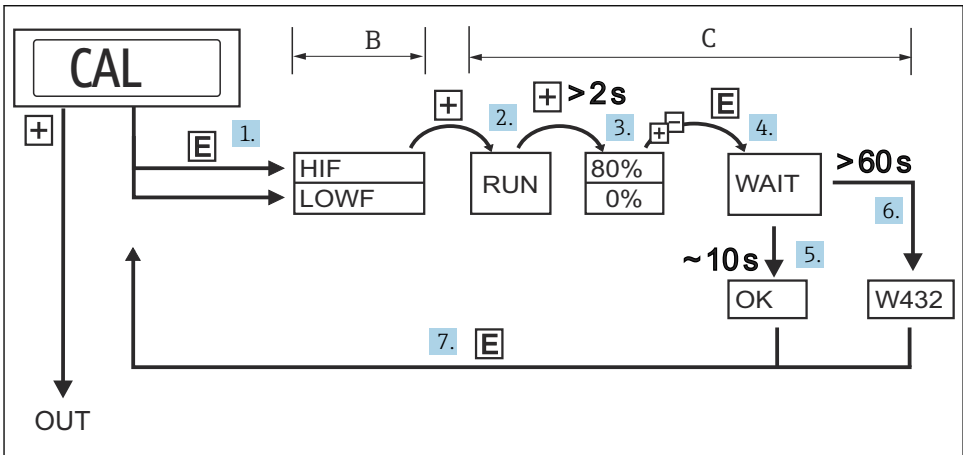 B
C
CAL
+
E
1.
+
2.
+ >2s
3.
+ -
E
4.
HIF
LOWF
RUN
80%
0%
WAIT
>60s
6.
~10s
5.
OK
W432
7.
E
OUT